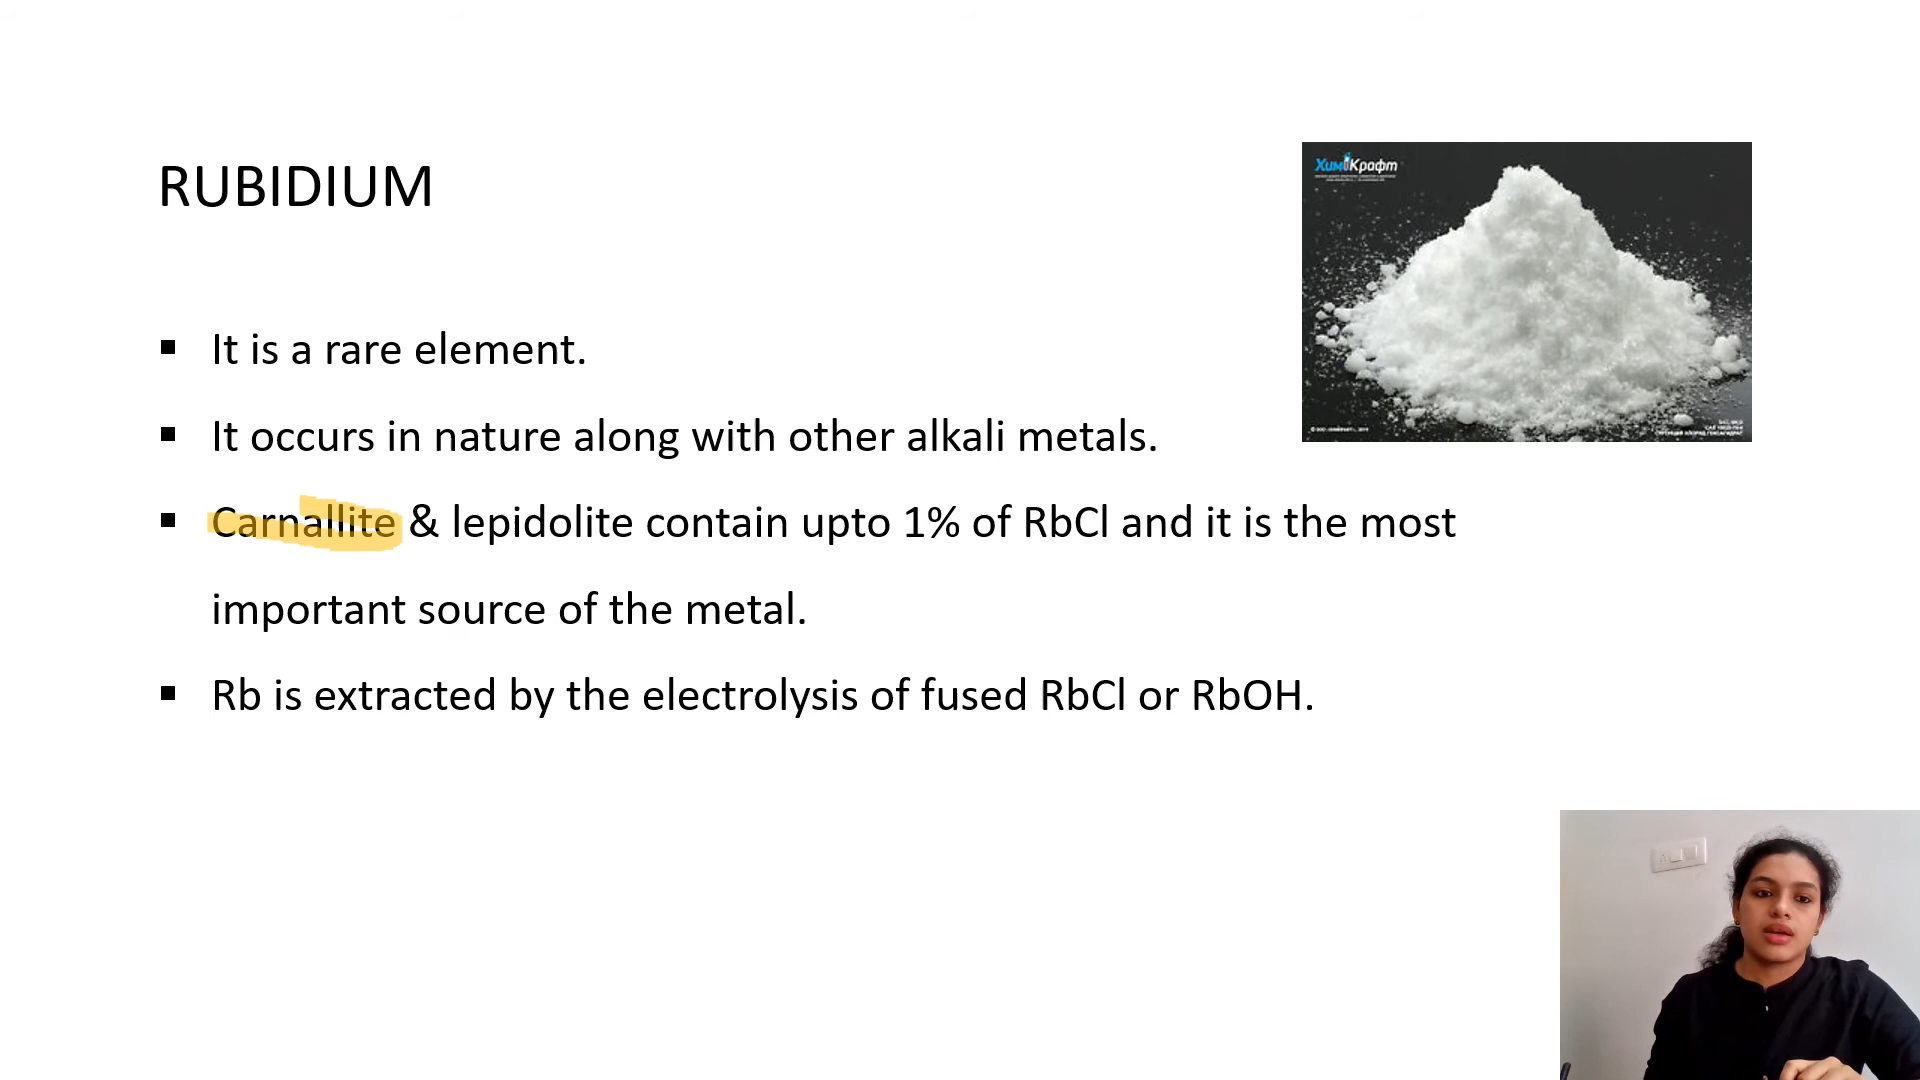 RUBIDIUM
ХимКрафт
It is a rare element.
It occurs in nature along with other alkali metals.
Carnallite & lepidolite contain upto 1% of RbCl and it is the most
important source of the metal.
Rb is extracted by the electrolysis of fused RbCl or RbOH.